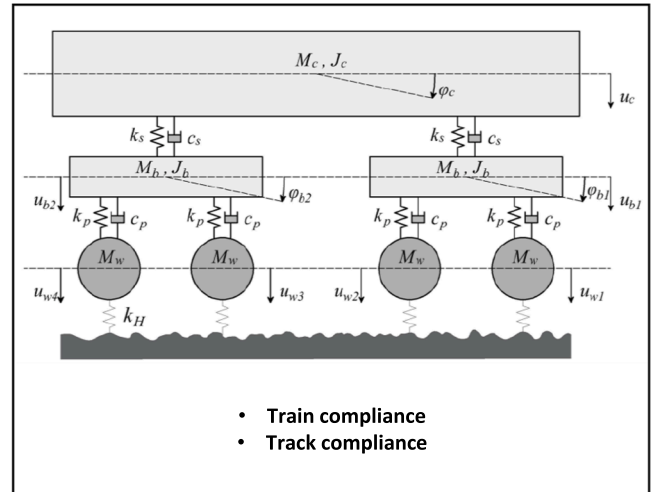 M_c, J_c
φ_c
u_c
k_s c_s k_s c_s
M_b, J_b M_b, J_b
u_b2 φ_b2 φ_b1 u_b1
k_p c_p k_p c_p k_p c_p k_p c_p
M_w M_w M_w M_w
u_w4 u_w3 u_w2 u_w1
k_H
• Train compliance
• Track compliance